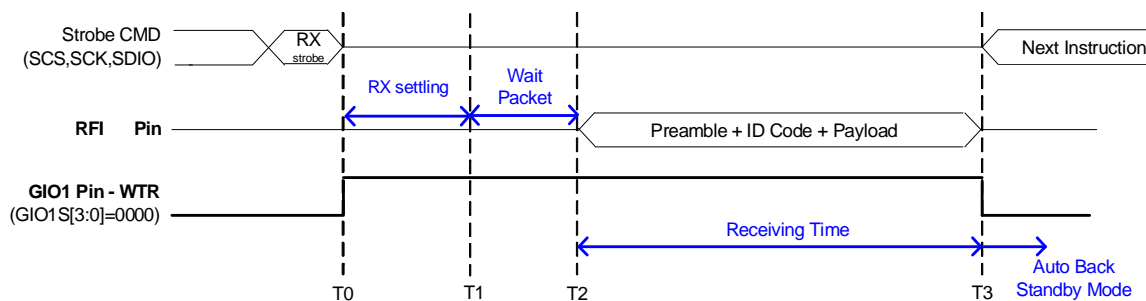 Strobe CMD
(SCS,SCK,SDIO)
RX
strobe
Next Instruction
RX settling
Wait
Packet
RFI Pin
Preamble + ID Code + Payload
GIO1 Pin - WTR
(GIO1S[3:0]=0000)
Receiving Time
Auto Back
Standby Mode
T0
T1
T2
T3